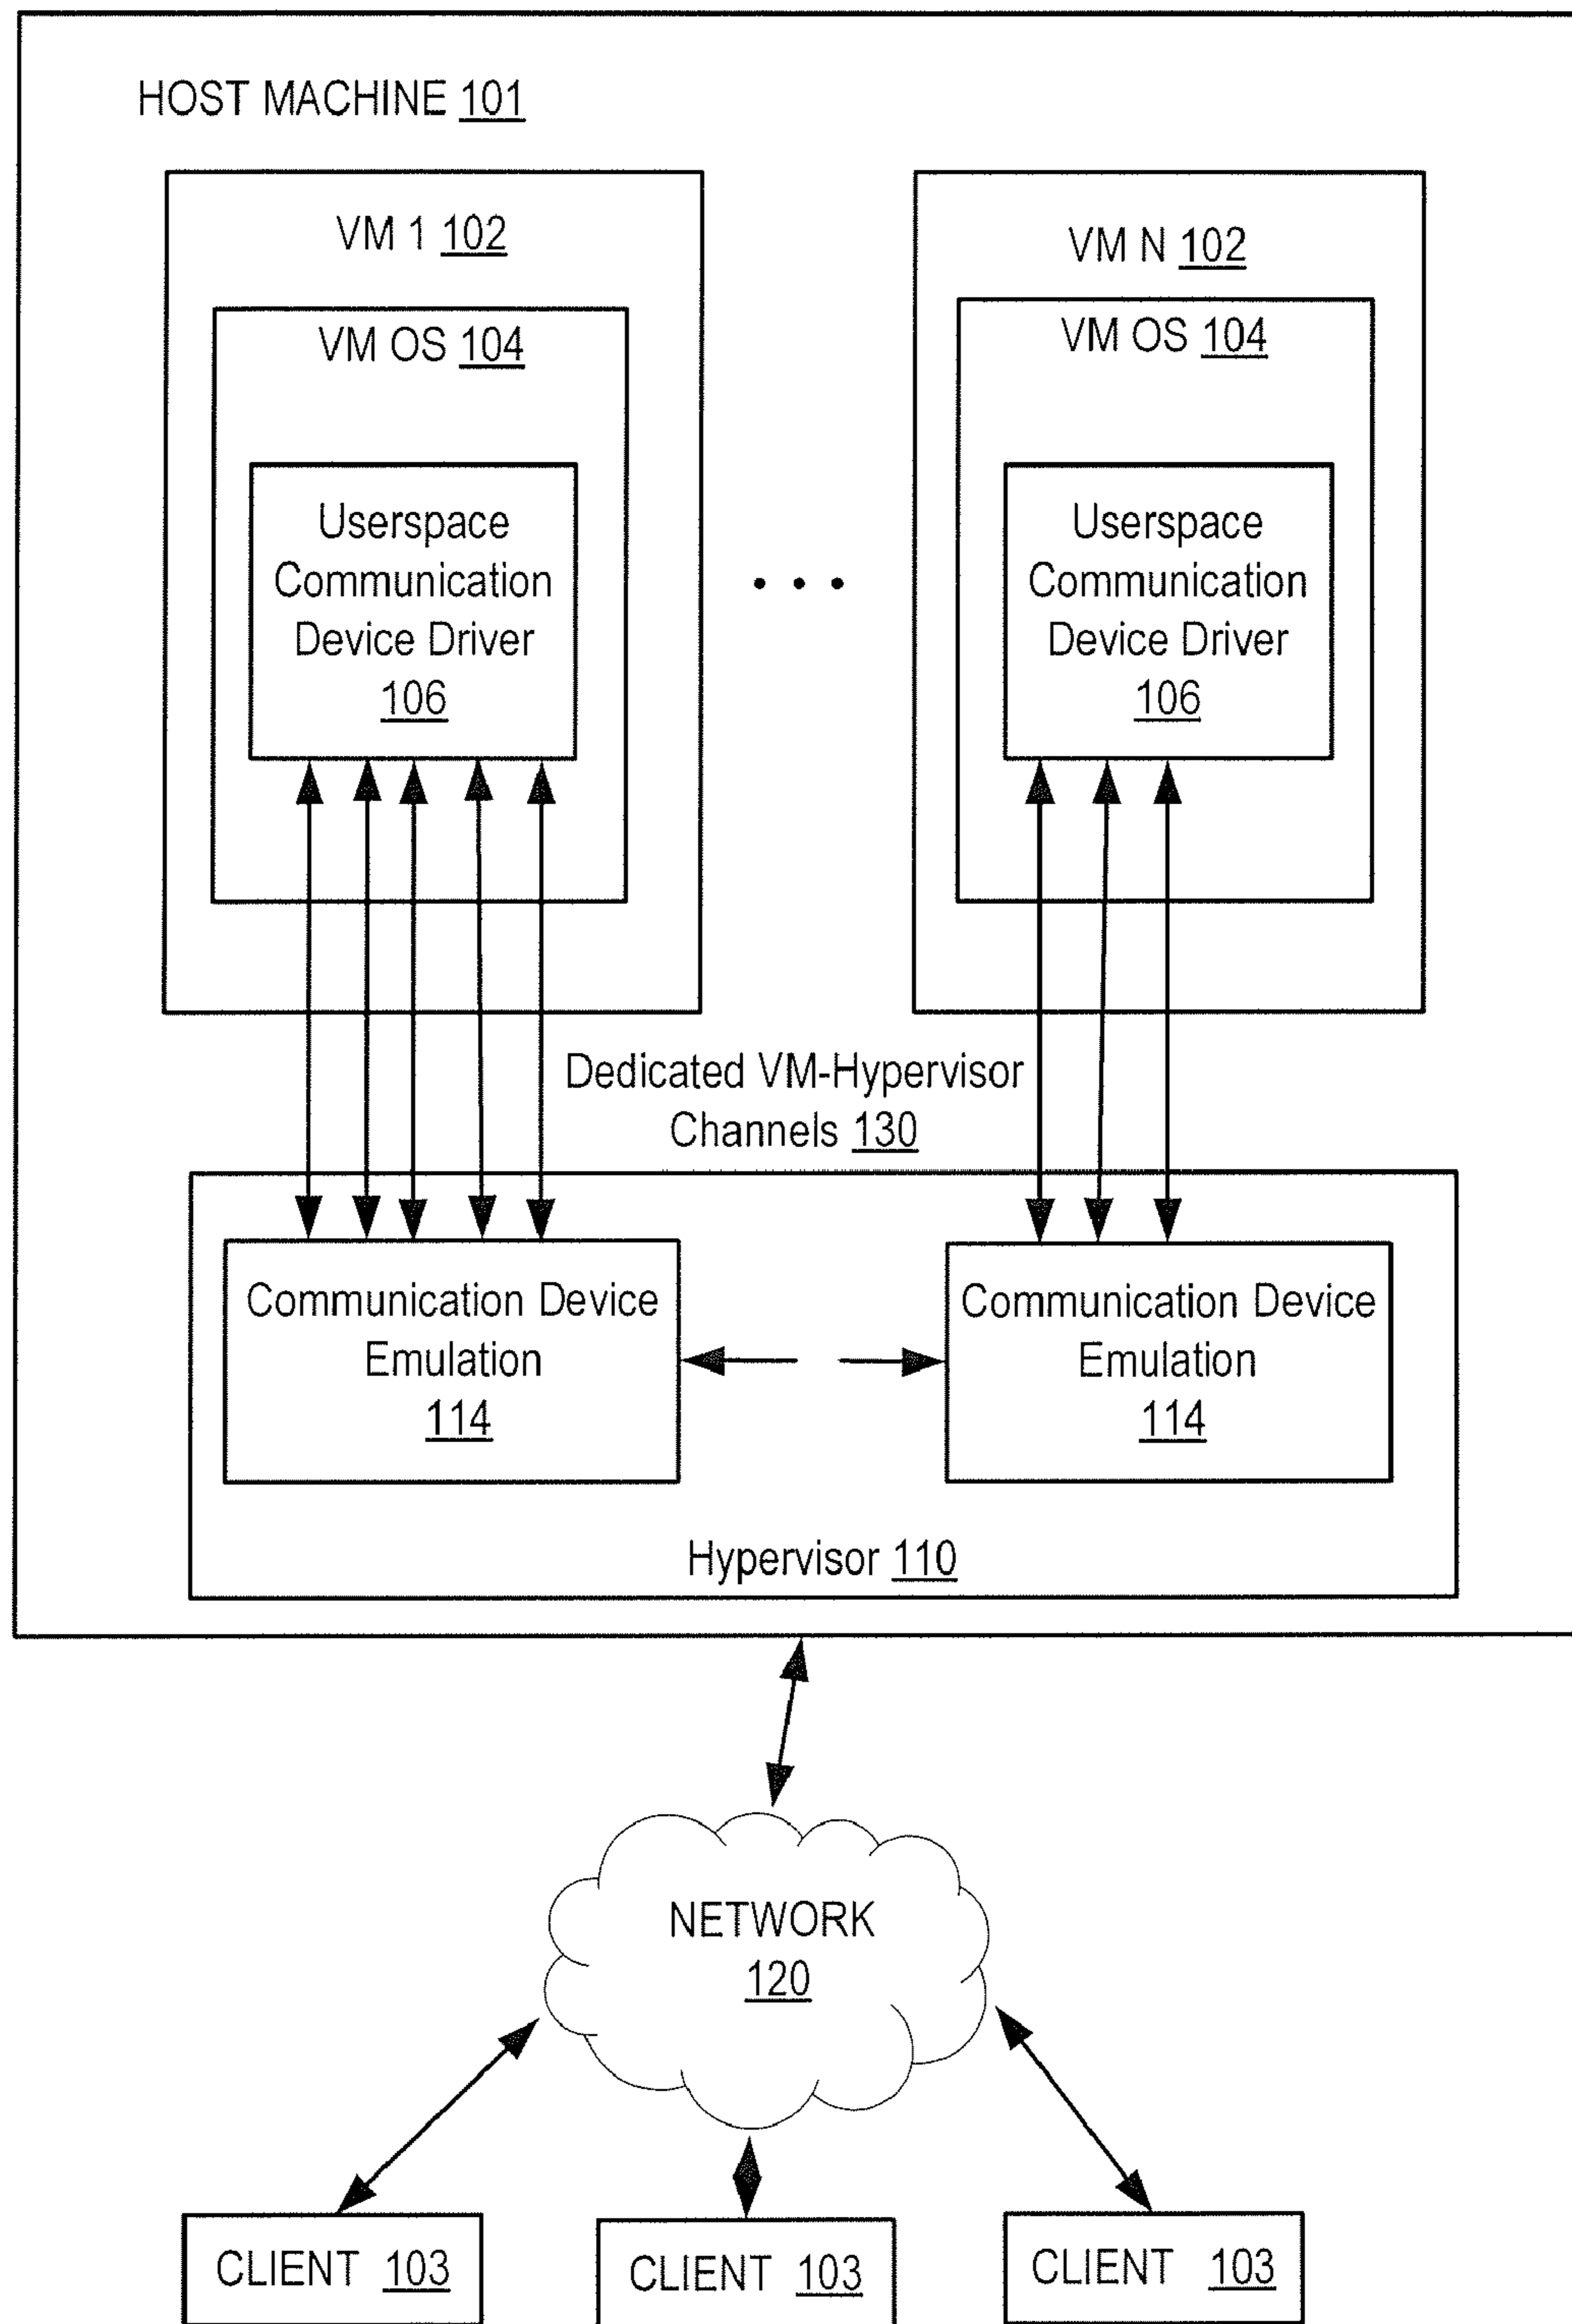 HOST MACHINE 101
VM 1 102
VM OS 104
Userspace
Communication
Device Driver
106
VM N 102
VM OS 104
Userspace
Communication
Device Driver
106
Dedicated VM-Hypervisor
Channels 130
Communication Device
Emulation
114
Communication Device
Emulation
114
Hypervisor 110
NETWORK
120
CLIENT 103
CLIENT 103
CLIENT 103